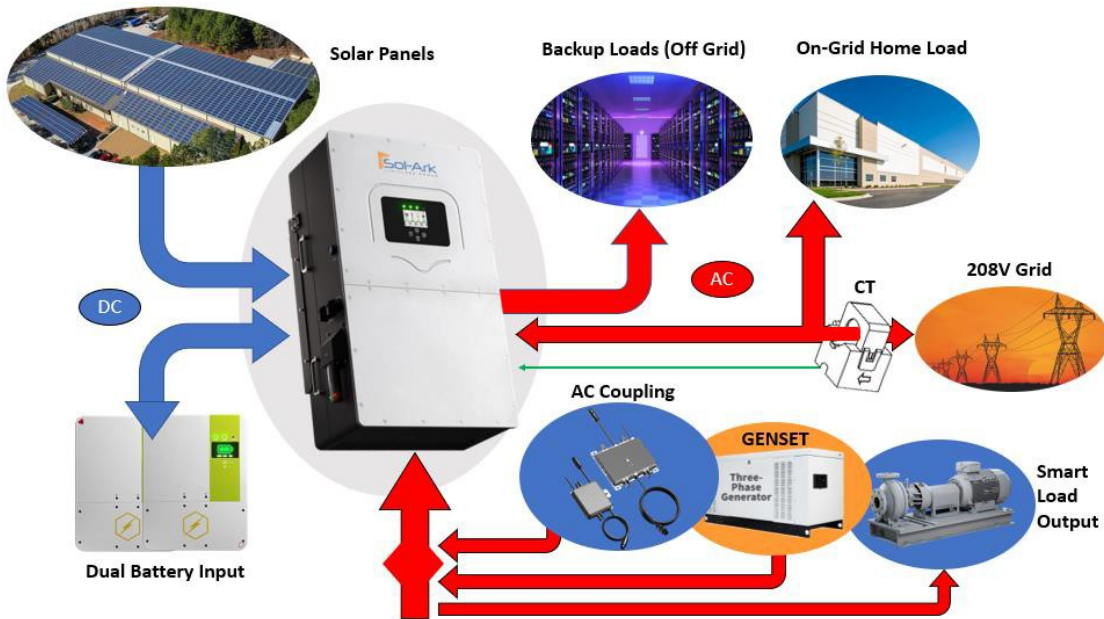 Solar Panels
Backup Loads (Off Grid)
On-Grid Home Load
Sol-Ark
DC
AC
CT
208V Grid
AC Coupling
GENSET
Three-
Phase
Generator
Smart
Load
Output
Dual Battery Input